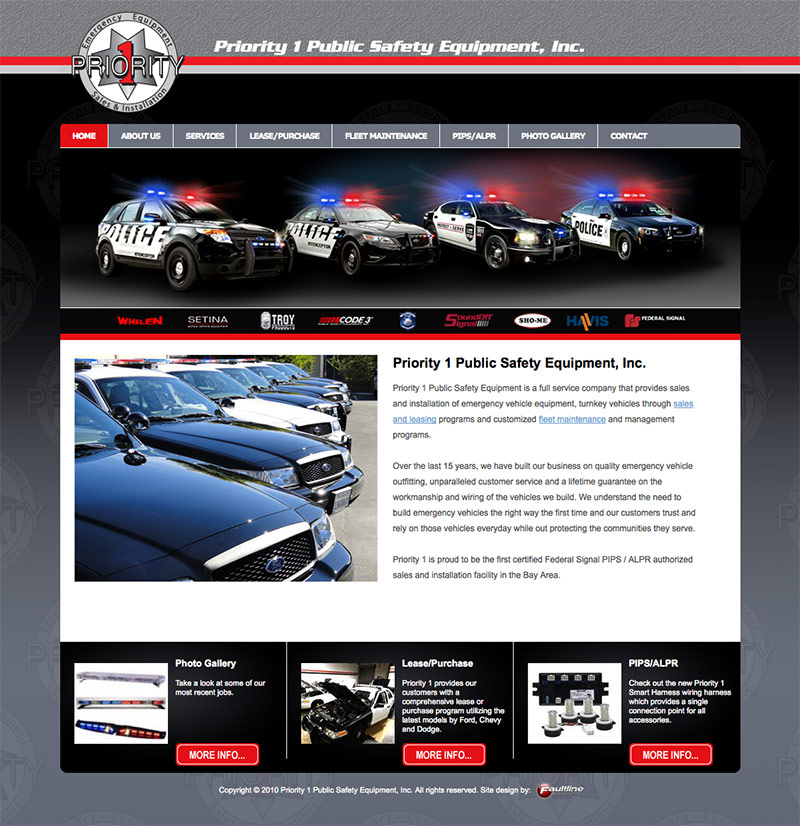 Emergency Equipment
PRIORITY 1
Sales & Installation
Priority 1 Public Safety Equipment, Inc.
HOME
ABOUT US
SERVICES
LEASE/PURCHASE
FLEET MAINTENANCE
PIPS/ALPR
PHOTO GALLERY
CONTACT
POLICE
INTERCEPTOR
POLICE
INTERCEPTOR
PROTECT & SERVE
POLICE
WHELEN
SETINA
TROY
PRODUCTS
CODE 3
SoundOff
Signal
SHO-ME
HAVIS
FEDERAL SIGNAL
Priority 1 Public Safety Equipment, Inc.
Priority 1 Public Safety Equipment is a full service company that provides sales
and installation of emergency vehicle equipment, turnkey vehicles through sales
and leasing programs and customized fleet maintenance and management
programs.
Over the last 15 years, we have built our business on quality emergency vehicle
outfitting, unparalleled customer service and a lifetime guarantee on the
workmanship and wiring of the vehicles we build. We understand the need to
build emergency vehicles the right way the first time and our customers trust and
rely on those vehicles everyday while out protecting the communities they serve.
Priority 1 is proud to be the first certified Federal Signal PIPS / ALPR authorized
sales and installation facility in the Bay Area.
Photo Gallery
Take a look at some of our
most recent jobs.
MORE INFO...
Lease/Purchase
Priority 1 provides our
customers with a
comprehensive lease or
purchase program utilizing the
latest models by Ford, Chevy
and Dodge.
MORE INFO...
PIPS/ALPR
Check out the new Priority 1
Smart Harness wiring harness
which provides a single
connection point for all
accessories.
MORE INFO...
Copyright © 2010 Priority 1 Public Safety Equipment, Inc. All rights reserved. Site design by: Faultline